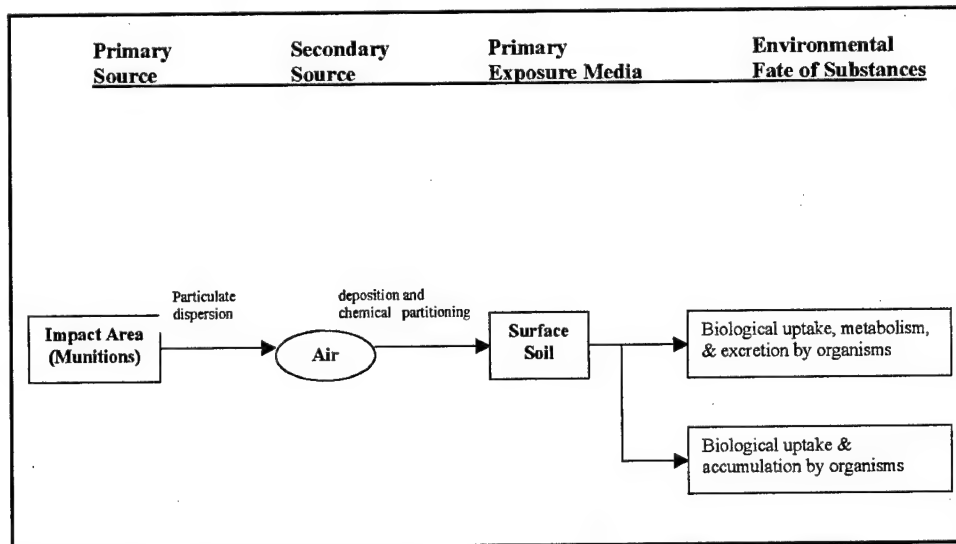 Primary
Source
Secondary
Source
Primary
Exposure Media
Environmental
Fate of Substances
Particulate
dispersion
deposition and
chemical partitioning
Impact Area
(Munitions)
Air
Surface
Soil
Biological uptake, metabolism,
& excretion by organisms
Biological uptake &
accumulation by organisms